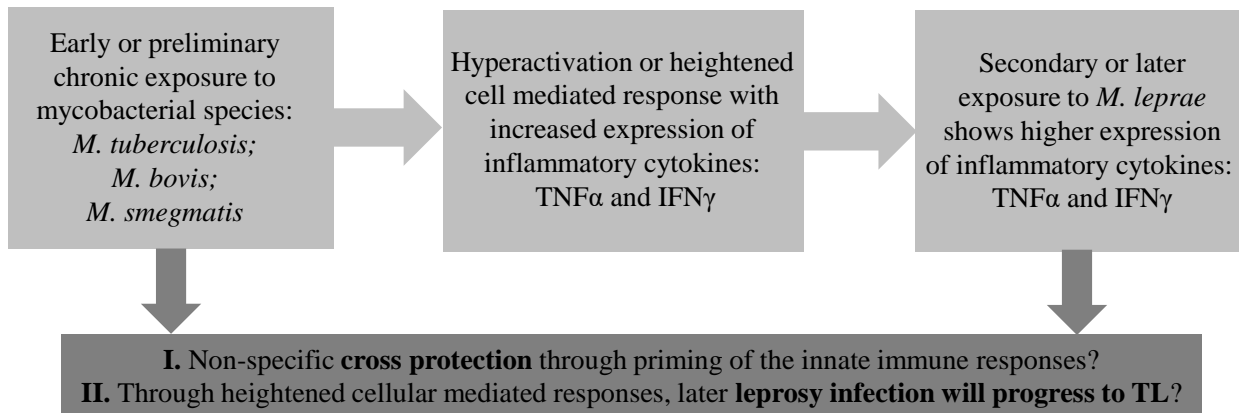 Early or preliminary
chronic exposure to
mycobacterial species:
M. tuberculosis;
M. bovis;
M. smegmatis
Hyperactivation or heightened
cell mediated response with
increased expression of
inflammatory cytokines:
TNFα and IFNγ
Secondary or later
exposure to M. leprae
shows higher expression
of inflammatory cytokines:
TNFα and IFNγ
I. Non-specific cross protection through priming of the innate immune responses?
II. Through heightened cellular mediated responses, later leprosy infection will progress to TL?